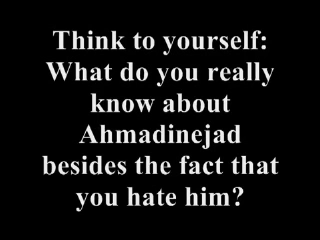 Think to yourself:
What do you really
know about
Ahmadinejad
besides the fact that
you hate him?